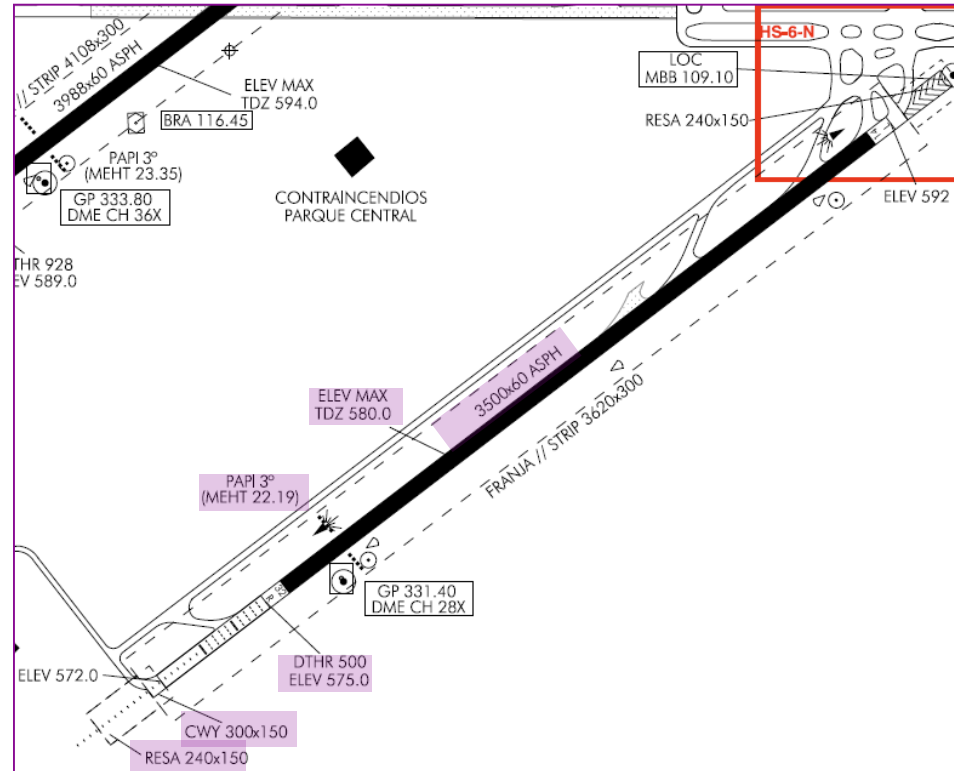 // STRIP 4108x300
3988x60 ASPH
ELEV MAX
TDZ 594.0
BRA 116.45
PAPI 3º
(MEHT 23.35)
GP 333.80
DME CH 36X
THR 928
EV 589.0
CONTRAINCENDIOS
PARQUE CENTRAL
HS-6-N
LOC
MBB 109.10
RESA 240x150
ELEV 592
3500x60 ASPH
ELEV MAX
TDZ 580.0
FRANJA // STRIP 3620x300
PAPI 3º
(MEHT 22.19)
GP 331.40
DME CH 28X
DTHR 500
ELEV 575.0
ELEV 572.0
CWY 300x150
RESA 240x150